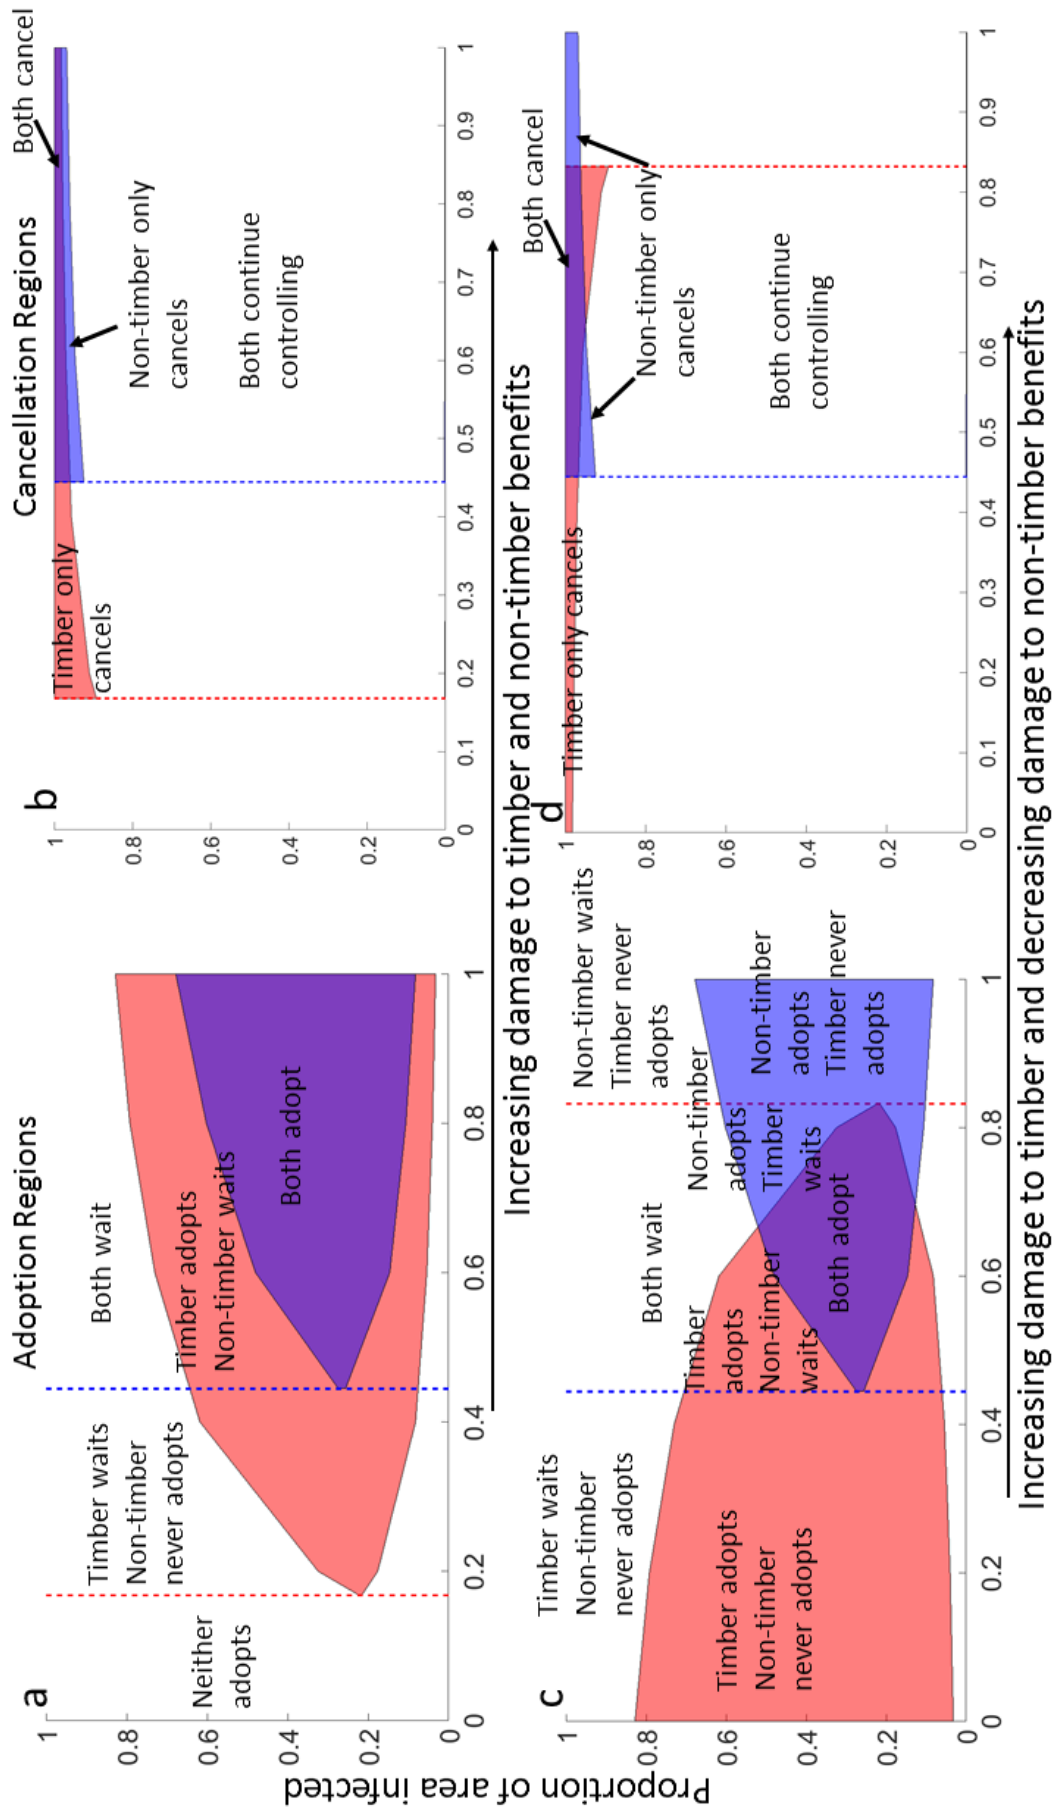 Adoption Regions
Cancellation Regions
Proportion of area infected
a
1
0.8
0.6
0.4
0.2
0
0
0.2
0.4
0.6
0.8
1
Neither
adopts
Timber waits
Non-timber
never adopts
Both wait
Timber adopts
Non-timber waits
Both adopt
b
1
0.8
0.6
0.4
0.2
0
0
0.1
0.2
0.3
0.4
0.5
0.6
0.7
0.8
0.9
1
Timber only
cancels
Both cancel
Non-timber only
cancels
Both continue
controlling
Increasing damage to timber and non-timber benefits
c
1
0.8
0.6
0.4
0.2
0
0
0.2
0.4
0.6
0.8
1
Timber waits
Non-timber
never adopts
Timber adopts
Non-timber
never adopts
Both wait
Timber
adopts
Non-timber
waits
Both adopt
Non-timber
adopts
Timber
waits
Non-timber waits
Timber never
adopts
Non-timber
adopts
Timber never
adopts
d
1
0.8
0.6
0.4
0.2
0
0
0.1
0.2
0.3
0.4
0.5
0.6
0.7
0.8
0.9
1
Timber only cancels
Both cancel
Non-timber only
cancels
Both continue
controlling
Increasing damage to timber and decreasing damage to non-timber benefits